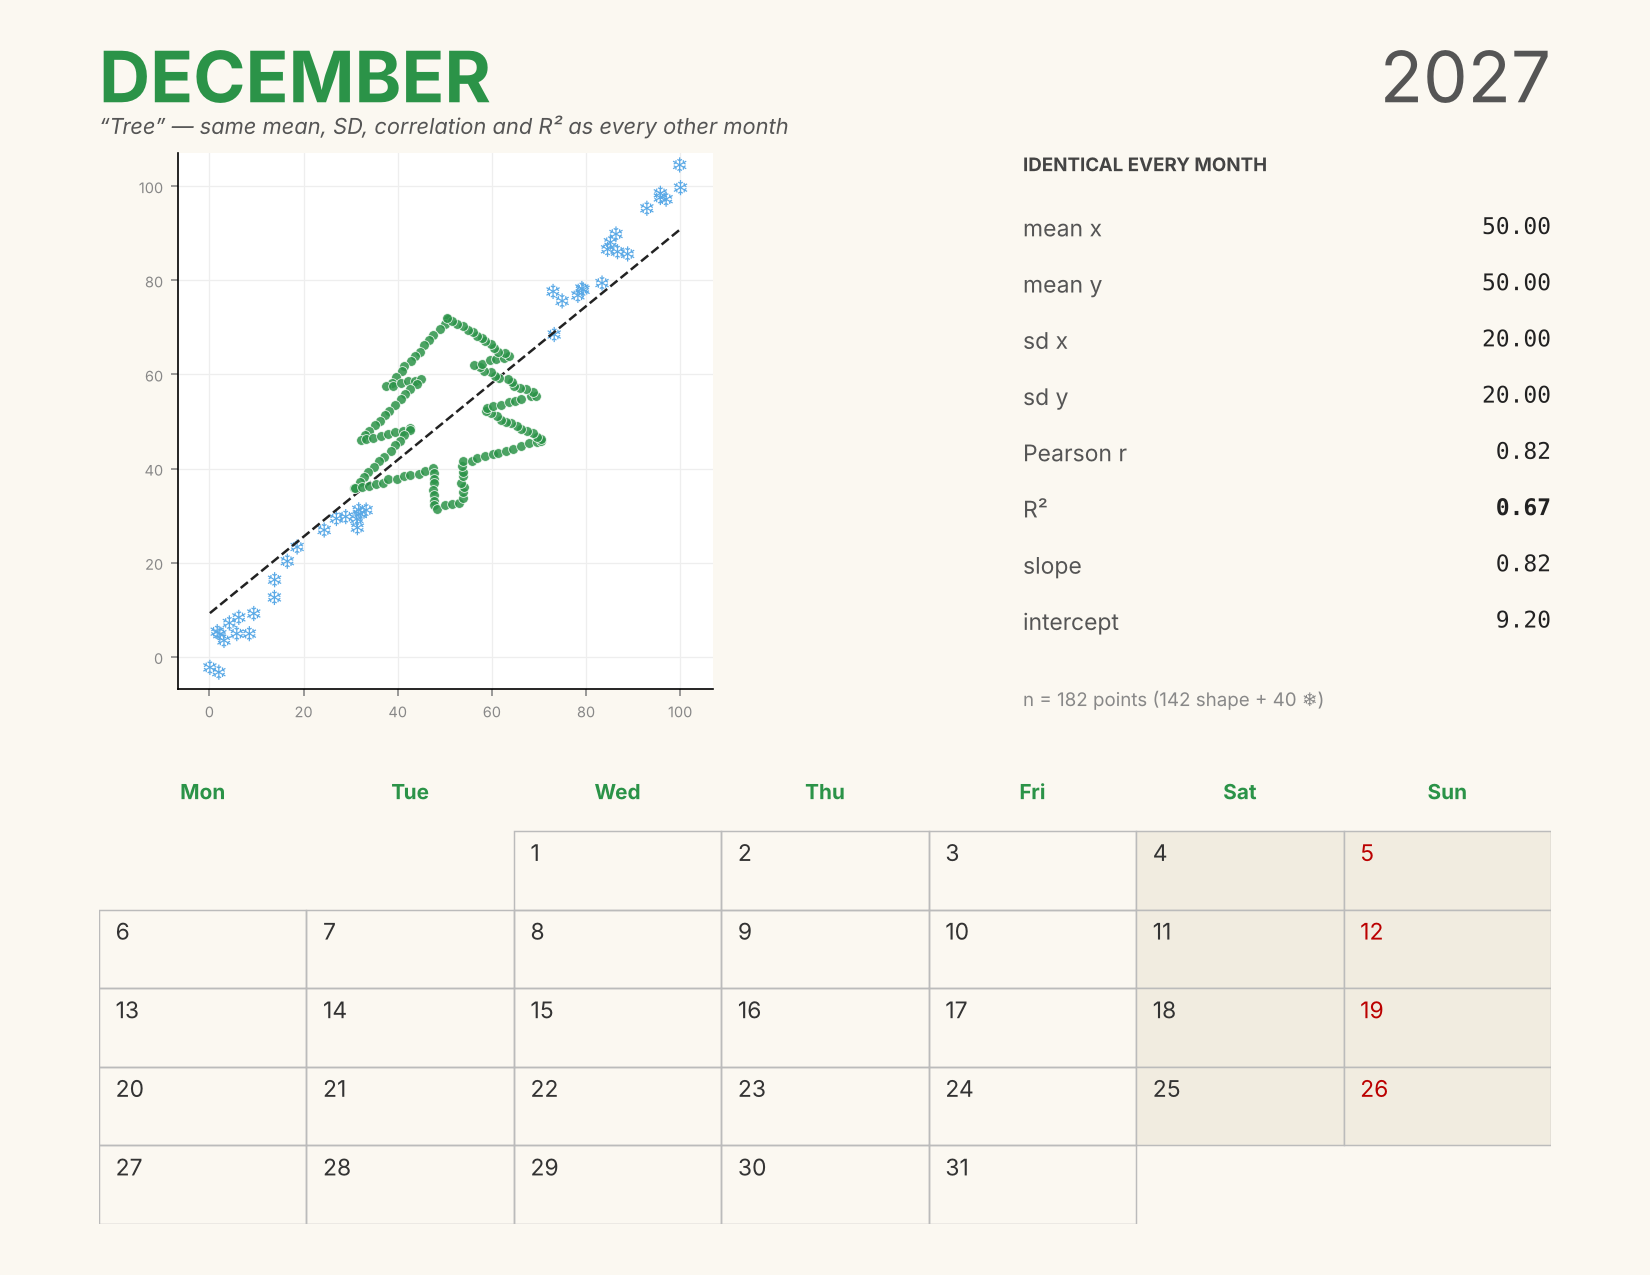 DECEMBER 2027
“Tree” — same mean, SD, correlation and R² as every other month
100
80
60
40
20
0
0 20 40 60 80 100
IDENTICAL EVERY MONTH
mean x 50.00
mean y 50.00
sd x 20.00
sd y 20.00
Pearson r 0.82
R² 0.67
slope 0.82
intercept 9.20
n = 182 points (142 shape + 40 ❄)
Mon Tue Wed Thu Fri Sat Sun
1 2 3 4 5
6 7 8 9 10 11 12
13 14 15 16 17 18 19
20 21 22 23 24 25 26
27 28 29 30 31